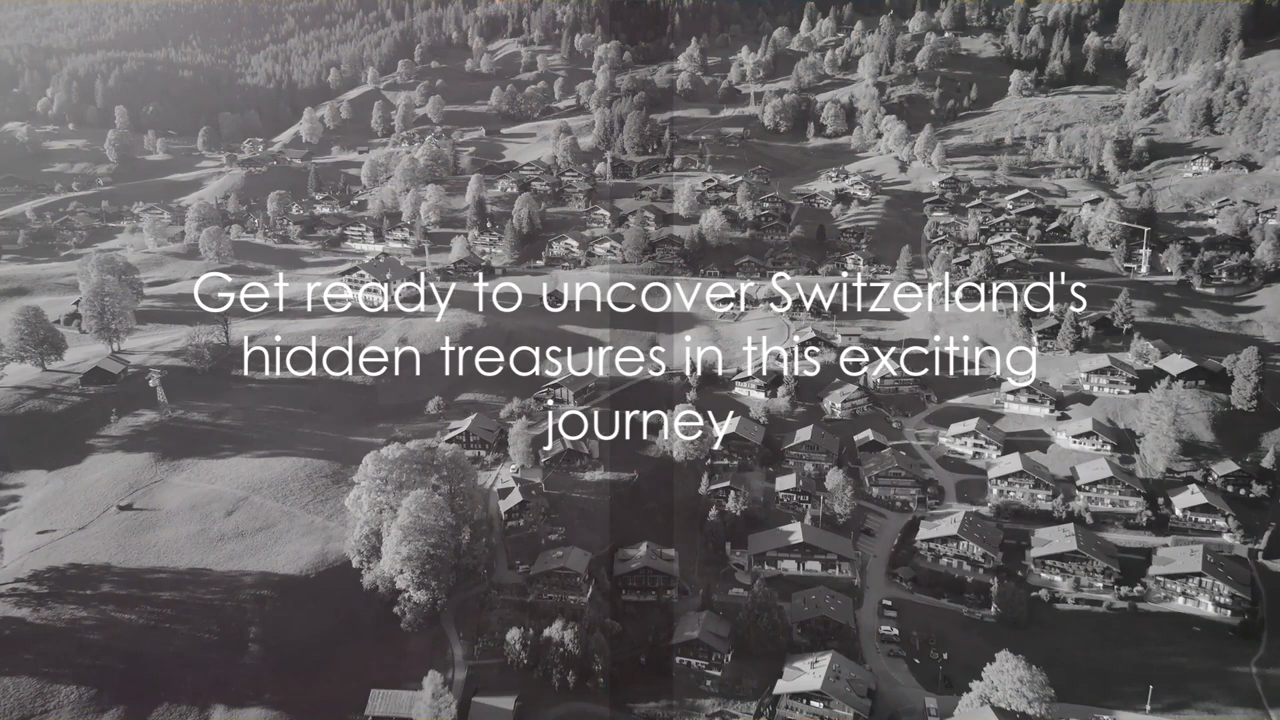 Get ready to uncover Switzerland's
hidden treasures in this exciting
journey